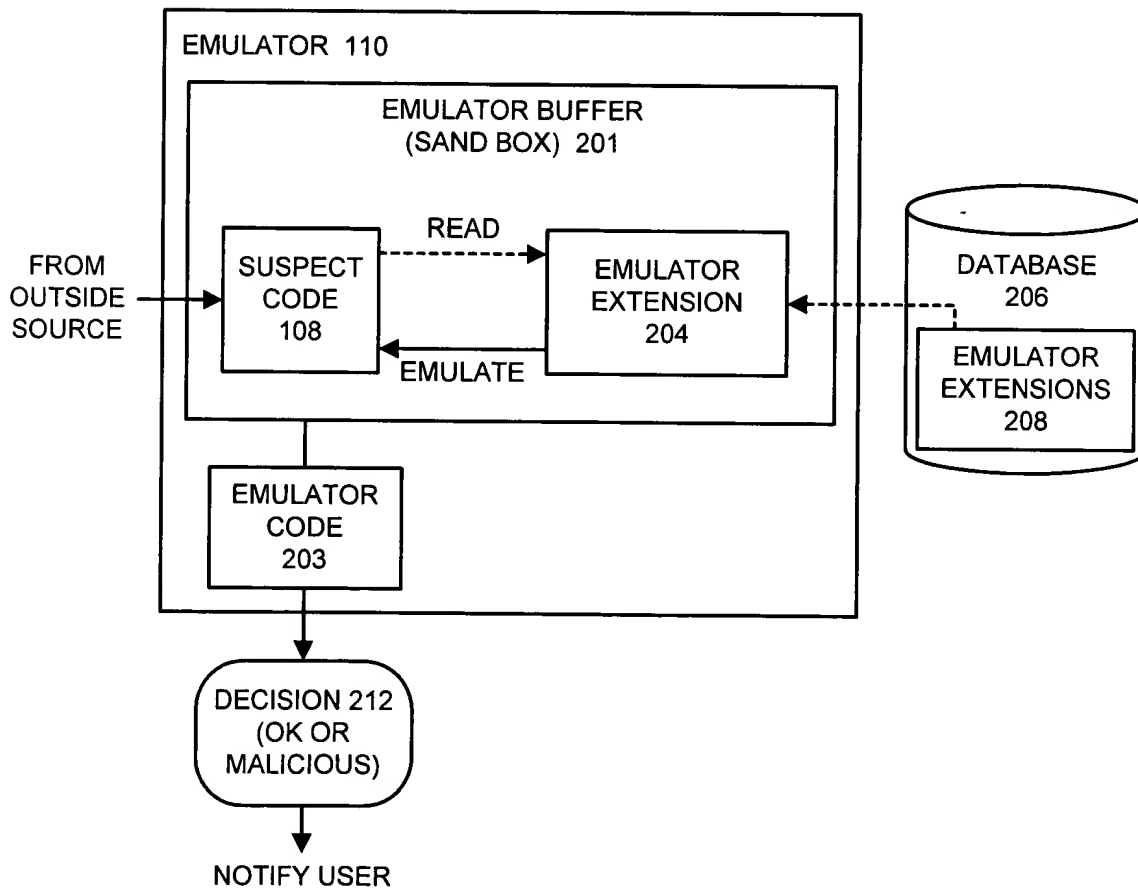 EMULATOR 110
EMULATOR BUFFER
(SAND BOX) 201
READ
SUSPECT
CODE
108
EMULATOR
EXTENSION
204
EMULATE
FROM
OUTSIDE
SOURCE
DATABASE
206
EMULATOR
EXTENSIONS
208
EMULATOR
CODE
203
DECISION 212
(OK OR
MALICIOUS)
NOTIFY USER